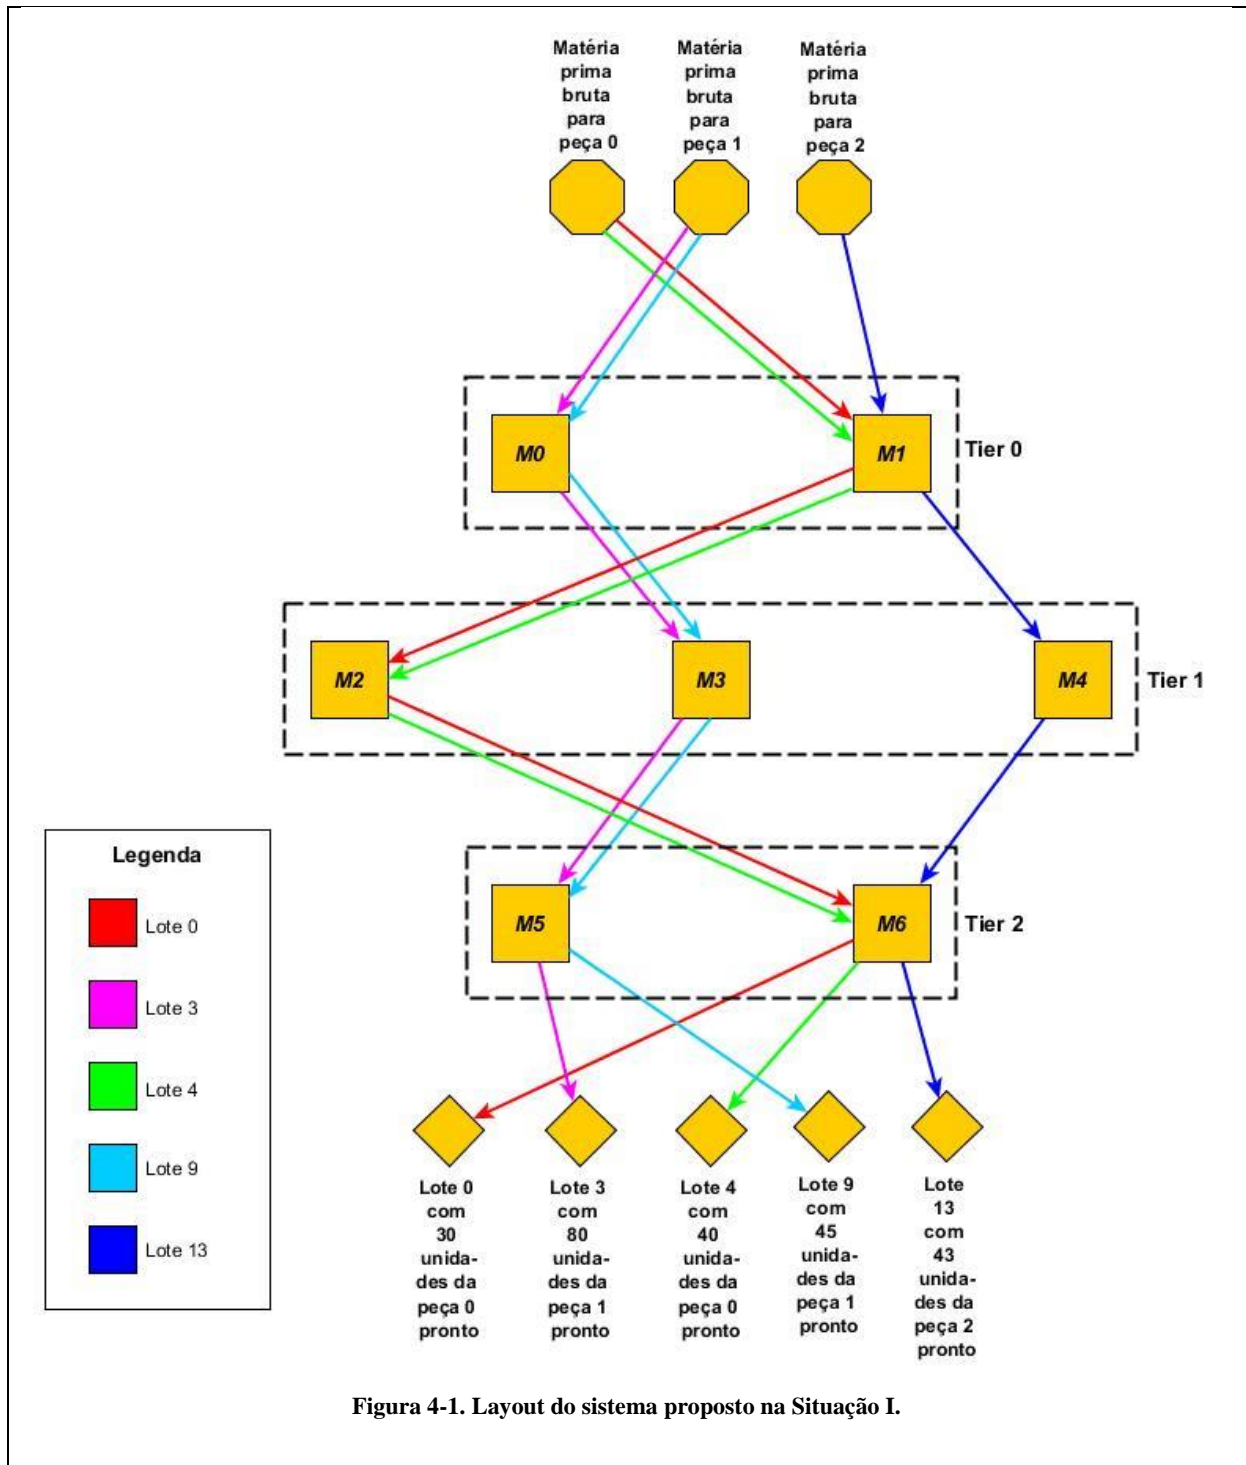 Matéria
prima
bruta
para
peça 0
Matéria
prima
bruta
para
peça 1
Matéria
prima
bruta
para
peça 2
M0
M1
Tier 0
M2
M3
M4
Tier 1
M5
M6
Tier 2
Legenda
Lote 0
Lote 3
Lote 4
Lote 9
Lote 13
Lote 0
com
30
unida-
des da
peça 0
pronto
Lote 3
com
80
unida-
des da
peça 1
pronto
Lote 4
com
40
unida-
des da
peça 0
pronto
Lote 9
com
45
unida-
des da
peça 1
pronto
Lote
13
com
43
unida-
des da
peça 2
pronto
Figura 4-1. Layout do sistema proposto na Situação I.